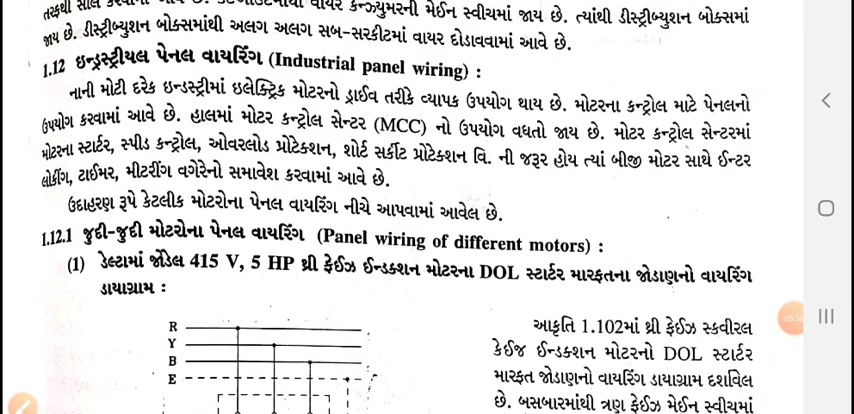 તરફથી વાયર કન્ઝ્યુમરની મેઈન સ્વીચમાં જાય છે. ત્યાંથી ડીસ્ટ્રીબ્યુશન બોક્સમાં
જાય છે. ડીસ્ટ્રીબ્યુશન બોક્સમાંથી અલગ અલગ સબ-સરકીટમાં વાયર દોડાવવામાં આવે છે.
1.12 ઇન્ડ્રસ્ટ્રીયલ પેનલ વાયરિંગ (Industrial panel wiring) :
નાની મોટી દરેક ઇન્ડસ્ટ્રીમાં ઇલેક્ટ્રિક મોટરનો ડ્રાઈવ તરીકે વ્યાપક ઉપયોગ થાય છે. મોટરના કન્ટ્રોલ માટે પેનલનો
ઉપયોગ કરવામાં આવે છે. હાલમાં મોટર કન્ટ્રોલ સેન્ટર (MCC) નો ઉપયોગ વધતો જાય છે. મોટર કન્ટ્રોલ સેન્ટરમાં
મોટરના સ્ટાર્ટર, સ્પીડ કન્ટ્રોલ, ઓવરલોડ પ્રોટેક્શન, શોર્ટ સર્કીટ પ્રોટેક્શન વિ. ની જરૂર હોય ત્યાં બીજી મોટર સાથે ઈન્ટર
લોકીંગ, ટાઈમર, મીટરીંગ વગેરેનો સમાવેશ કરવામાં આવે છે.
ઉદાહરણ રૂપે કેટલીક મોટરોના પેનલ વાયરિંગ નીચે આપવામાં આવેલ છે.
1.12.1 જુદી-જુદી મોટરોના પેનલ વાયરિંગ (Panel wiring of different motors) :
(1) ડેલ્ટામાં જોડેલ 415 V, 5 HP થ્રી ફેઈઝ ઈન્ડક્શન મોટરના DOL સ્ટાર્ટર મારફતના જોડાણનો વાયરિંગ
ડાયાગ્રામ :
R
Y
B
E
આકૃતિ 1.102માં થ્રી ફેઈઝ સ્ક્વીરલ
કેઈજ ઈન્ડક્શન મોટરનો DOL સ્ટાર્ટર
મારફત જોડાણનો વાયરિંગ ડાયાગ્રામ દર્શાવેલ
છે. બસબારમાંથી ત્રણ ફેઈઝ મેઈન સ્વીચમાં